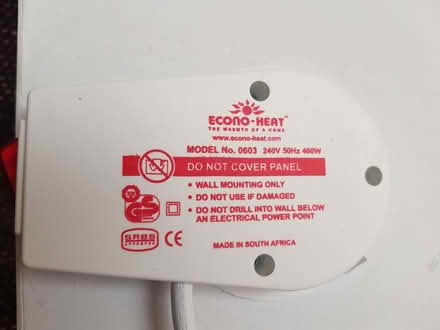 ECONO-HEAT™
THE WARMTH OF A HOME
www.econo-heat.com
MODEL No. 0603 240V 50Hz 400W
DO NOT COVER PANEL
• WALL MOUNTING ONLY
• DO NOT USE IF DAMAGED
• DO NOT DRILL INTO WALL BELOW
AN ELECTRICAL POWER POINT
SABS
CE
MADE IN SOUTH AFRICA